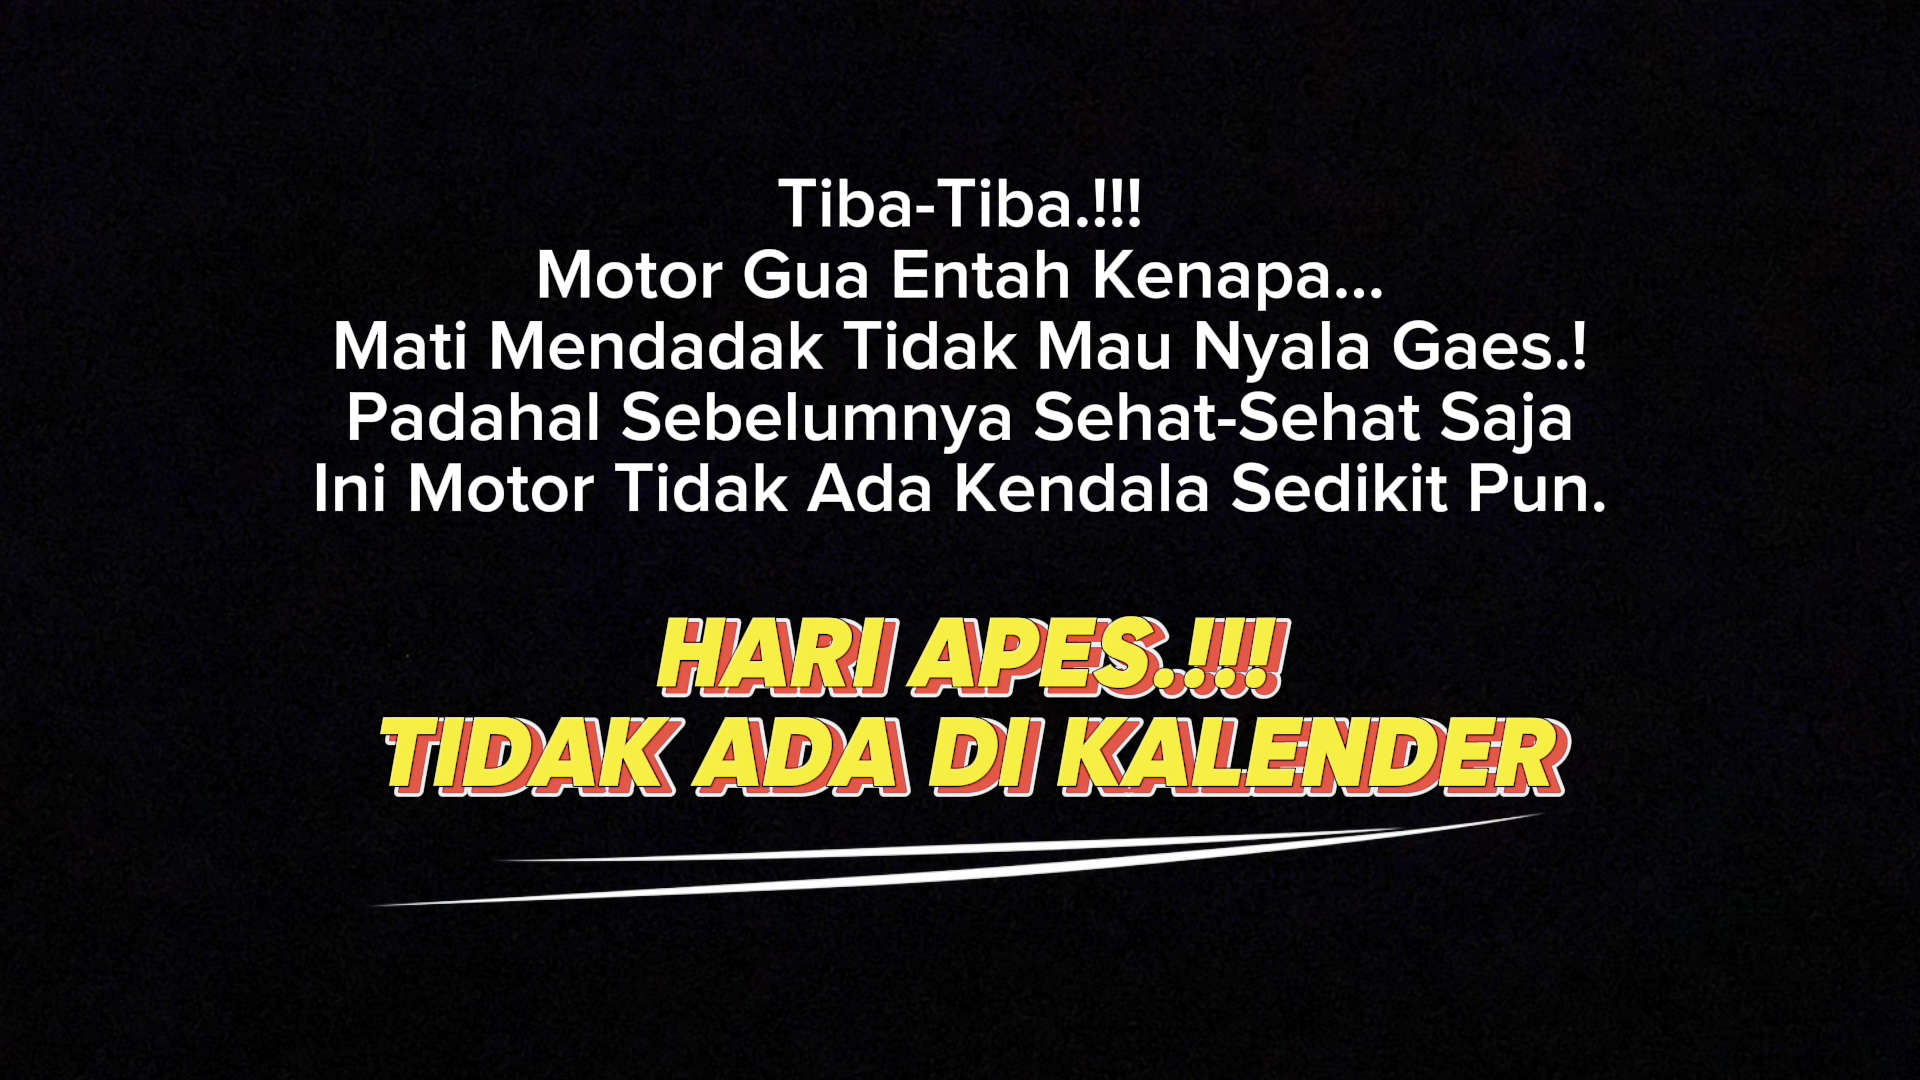 Tiba-Tiba.!!!
Motor Gua Entah Kenapa...
Mati Mendadak Tidak Mau Nyala Gaes.!
Padahal Sebelumnya Sehat-Sehat Saja
Ini Motor Tidak Ada Kendala Sedikit Pun.
HARI APES.!!!
TIDAK ADA DI KALENDER